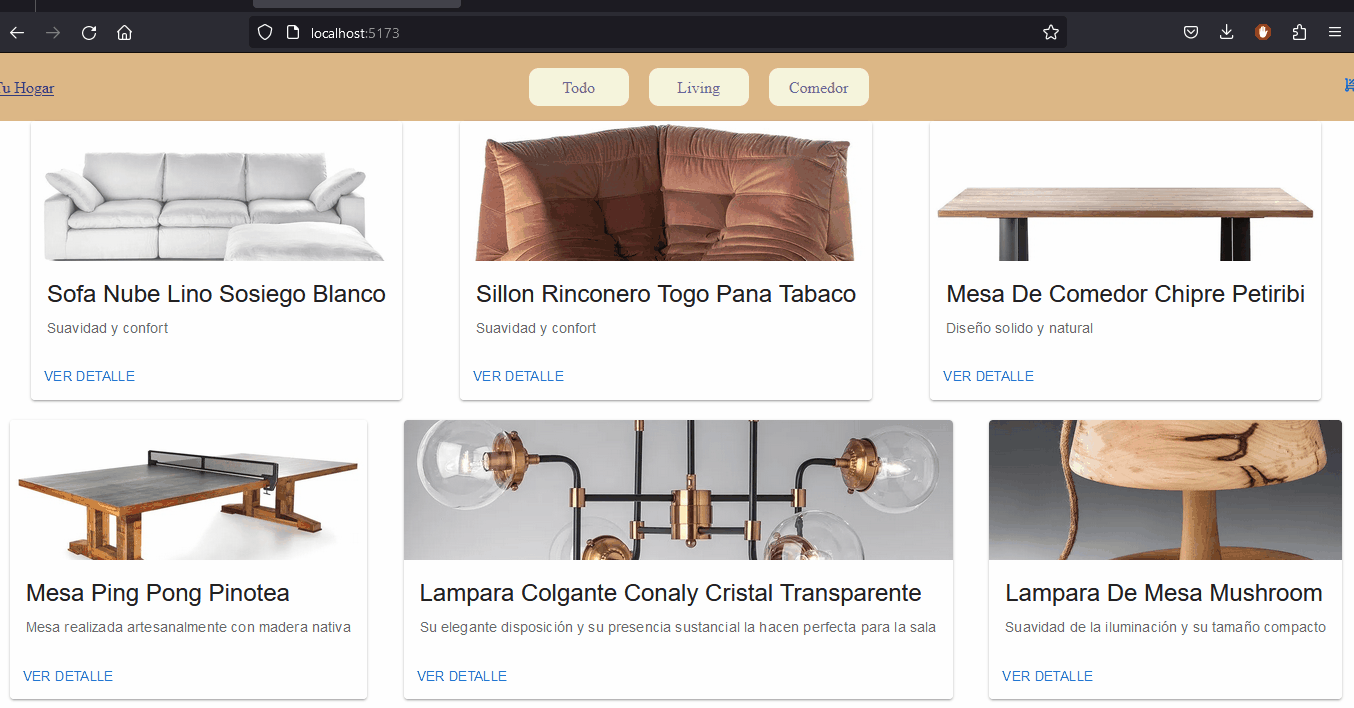 localhost:5173
Tu Hogar
Todo
Living
Comedor
Sofa Nube Lino Sosiego Blanco
Suavidad y confort
VER DETALLE
Sillon Rinconero Togo Pana Tabaco
Suavidad y confort
VER DETALLE
Mesa De Comedor Chipre Petiribi
Diseño solido y natural
VER DETALLE
Mesa Ping Pong Pinotea
Mesa realizada artesanalmente con madera nativa
VER DETALLE
Lampara Colgante Conaly Cristal Transparente
Su elegante disposición y su presencia sustancial la hacen perfecta para la sala
VER DETALLE
Lampara De Mesa Mushroom
Suavidad de la iluminación y su tamaño compacto
VER DETALLE